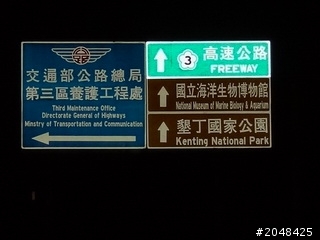 交通部公路總局
第三區養護工程處
Third Maintenance Office
Directorate General of Highways
Ministry of Transportation and Communication
3
高速公路
FREEWAY
國立海洋生物博物館
National Museum of Marine Biology & Aquarium
墾丁國家公園
Kenting National Park
#2048425